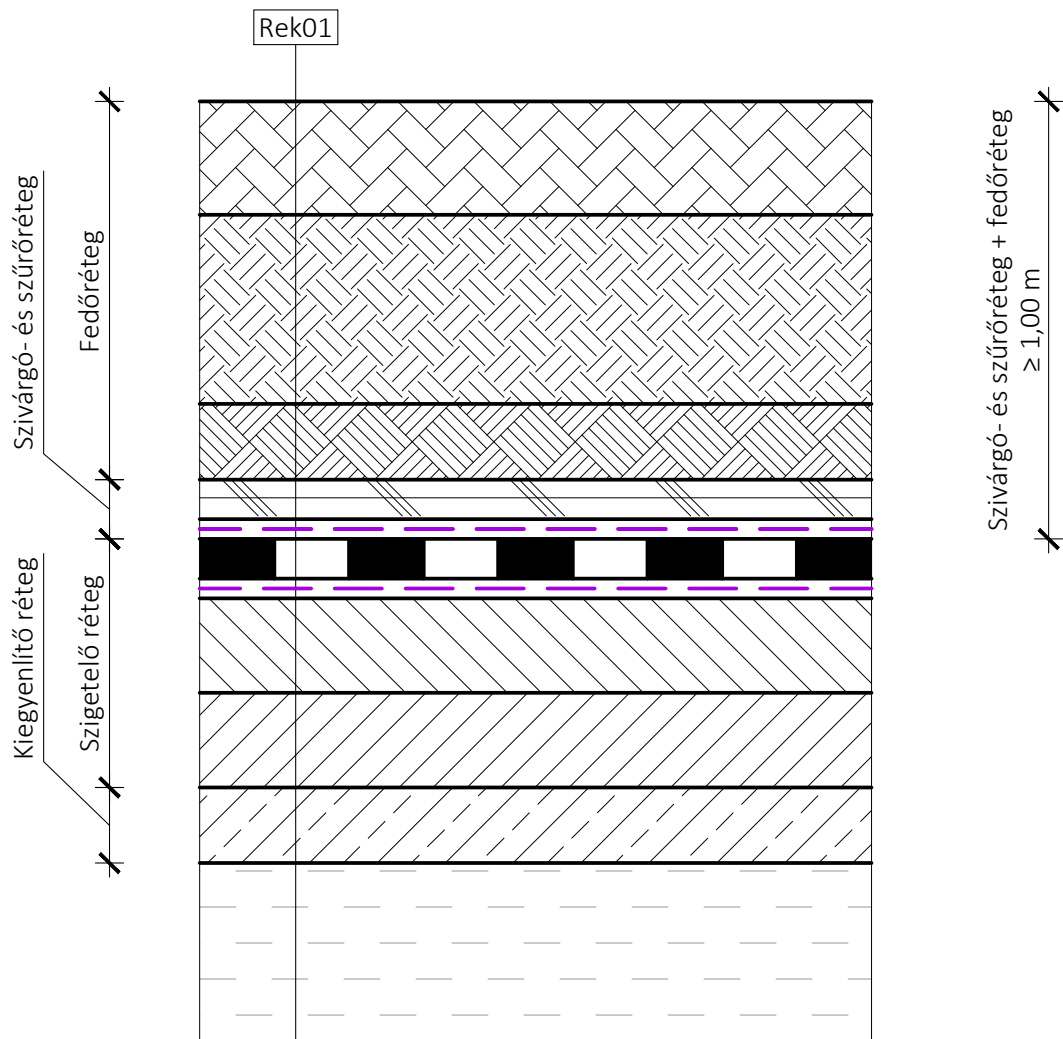 Rek01
Szivárgó- és szűrőréteg
Fedőréteg
Szivárgó- és szűrőréteg + fedőréteg
≥ 1,00 m
Kiegyenlítő réteg
Szigetelő réteg